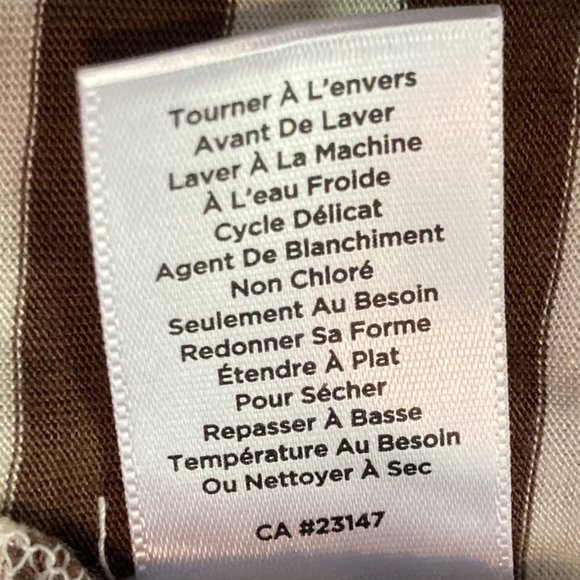 Tourner À L'envers
Avant De Laver
Laver À La Machine
À L'eau Froide
Cycle Délicat
Agent De Blanchiment
Non Chloré
Seulement Au Besoin
Redonner Sa Forme
Étendre À Plat
Pour Sécher
Repasser À Basse
Température Au Besoin
Ou Nettoyer À Sec
CA #23147